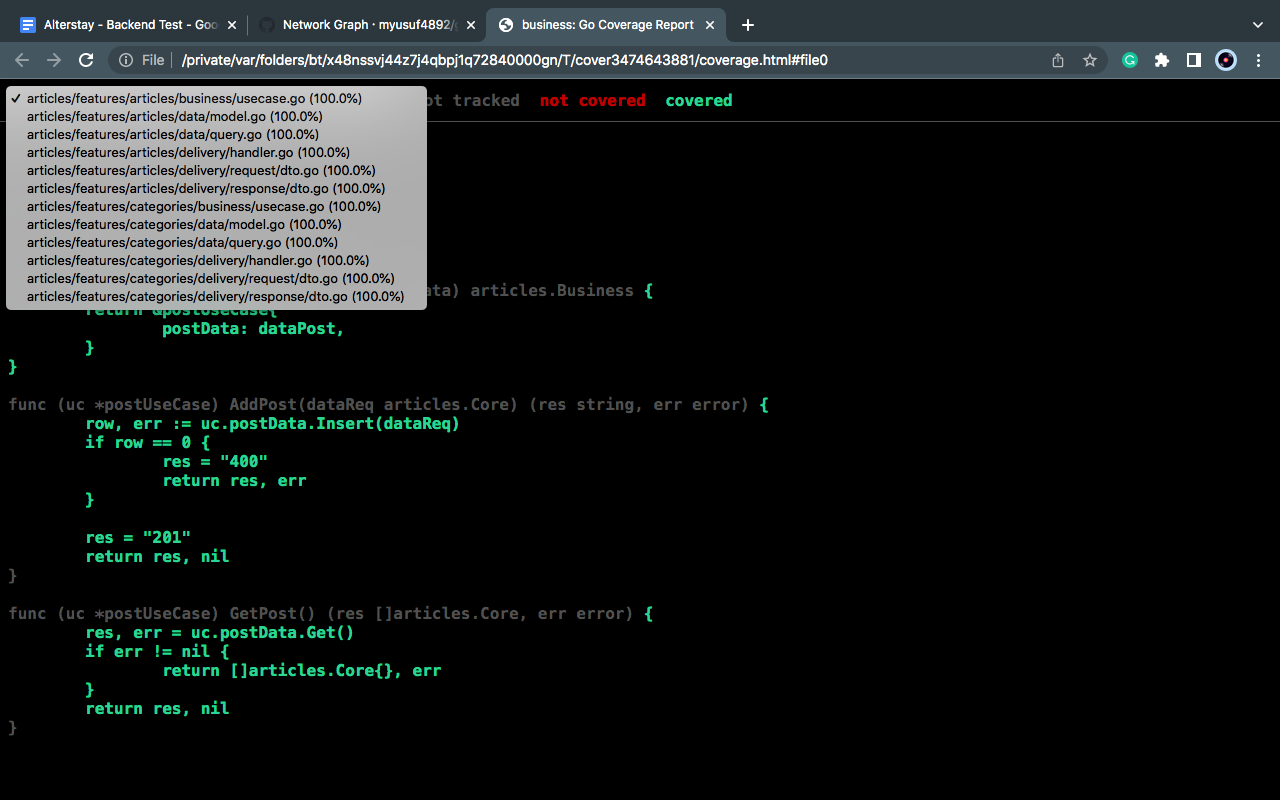 Alterstay - Backend Test - Goo
Network Graph · myusuf4892/
business: Go Coverage Report
File
/private/var/folders/bt/x48nssvj44z7j4qbpj1q72840000gn/T/cover3474643881/coverage.html#file0
✓ articles/features/articles/business/usecase.go (100.0%)
articles/features/articles/data/model.go (100.0%)
articles/features/articles/data/query.go (100.0%)
articles/features/articles/delivery/handler.go (100.0%)
articles/features/articles/delivery/request/dto.go (100.0%)
articles/features/articles/delivery/response/dto.go (100.0%)
articles/features/categories/business/usecase.go (100.0%)
articles/features/categories/data/model.go (100.0%)
articles/features/categories/data/query.go (100.0%)
articles/features/categories/delivery/handler.go (100.0%)
articles/features/categories/delivery/request/dto.go (100.0%)
articles/features/categories/delivery/response/dto.go (100.0%)
ot tracked not covered covered
ata) articles.Business {
return &postUseCase{
postData: dataPost,
}
}
func (uc *postUseCase) AddPost(dataReq articles.Core) (res string, err error) {
row, err := uc.postData.Insert(dataReq)
if row == 0 {
res = "400"
return res, err
}
res = "201"
return res, nil
}
func (uc *postUseCase) GetPost() (res []articles.Core, err error) {
res, err = uc.postData.Get()
if err != nil {
return []articles.Core{}, err
}
return res, nil
}